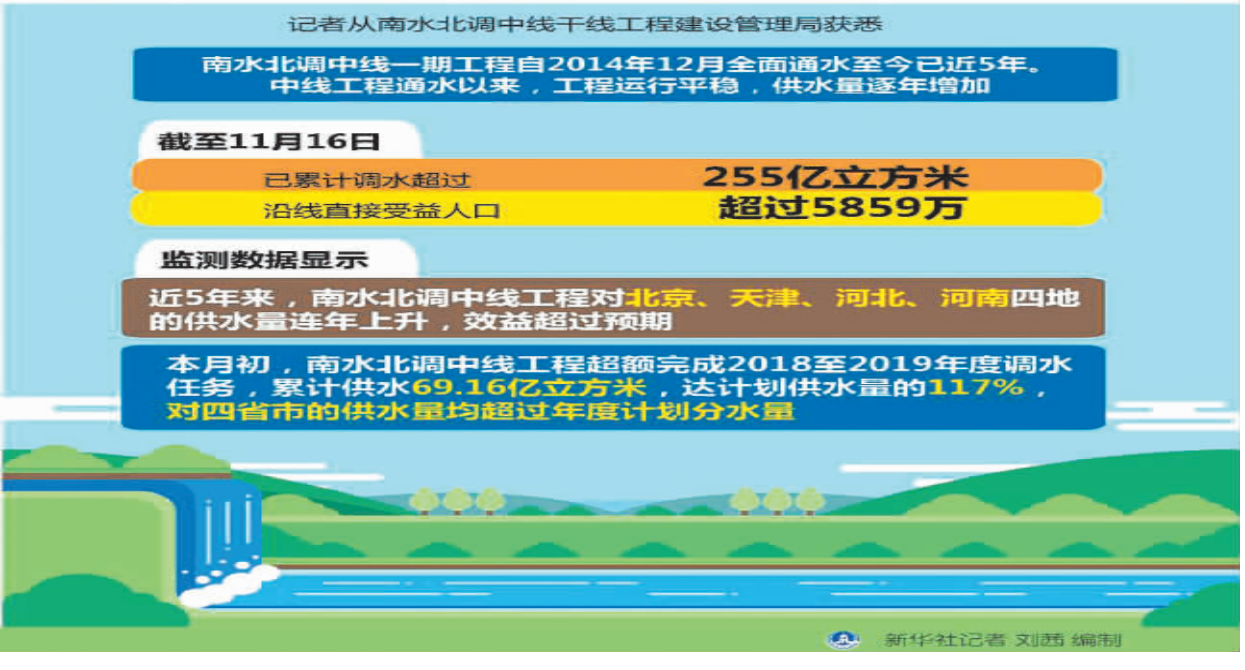 记者从南水北调中线干线工程建设管理局获悉
南水北调中线一期工程自2014年12月全面通水至今已近5年。
中线工程通水以来，工程运行平稳，供水量逐年增加
截至11月16日
已累计调水超过 255亿立方米
沿线直接受益人口 超过5859万
监测数据显示
近5年来，南水北调中线工程对北京、天津、河北、河南四地
的供水量连年上升，效益超过预期
本月初，南水北调中线工程超额完成2018至2019年度调水
任务，累计供水69.16亿立方米，达计划供水量的117%，
对四省市的供水量均超过年度计划分水量
新华社记者 刘茜 编制